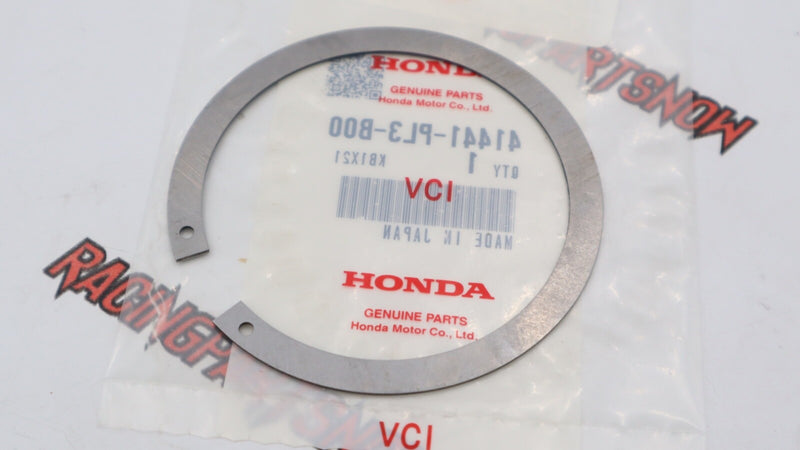 HONDA
GENUINE PARTS
Honda Motor Co., Ltd.
41441-PL3-B00
QTY 1
KB1X21
VCI
MADE IN JAPAN
HONDA
GENUINE PARTS
Honda Motor Co., Ltd.
VCI
RACINGPARTSNOW
PARTSNOW